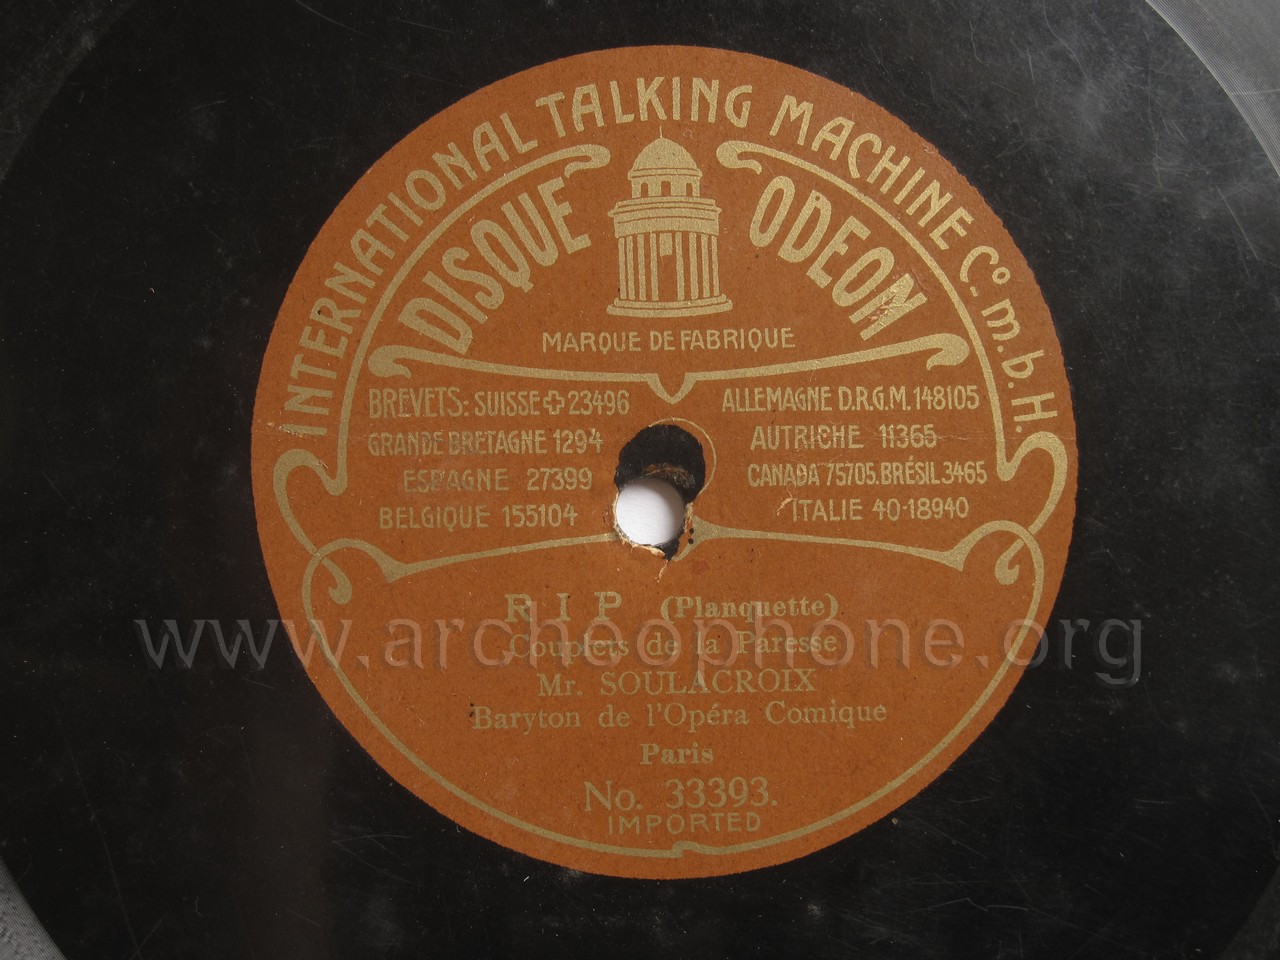 INTERNATIONAL TALKING MACHINE Co. m.b.H.
DISQUE ODEON
MARQUE DE FABRIQUE
BREVETS: SUISSE ✚ 23496
GRANDE BRETAGNE 1294
ESPAGNE 27399
BELGIQUE 155104
ALLEMAGNE D.R.G.M. 148105
AUTRICHE 11365
CANADA 75705. BRÉSIL 3465
ITALIE 40-18940
RIP (Planquette)
Couplets de la Paresse
Mr. SOULACROIX
Baryton de l'Opéra Comique
Paris
No. 33393.
IMPORTED
www.archeophone.org